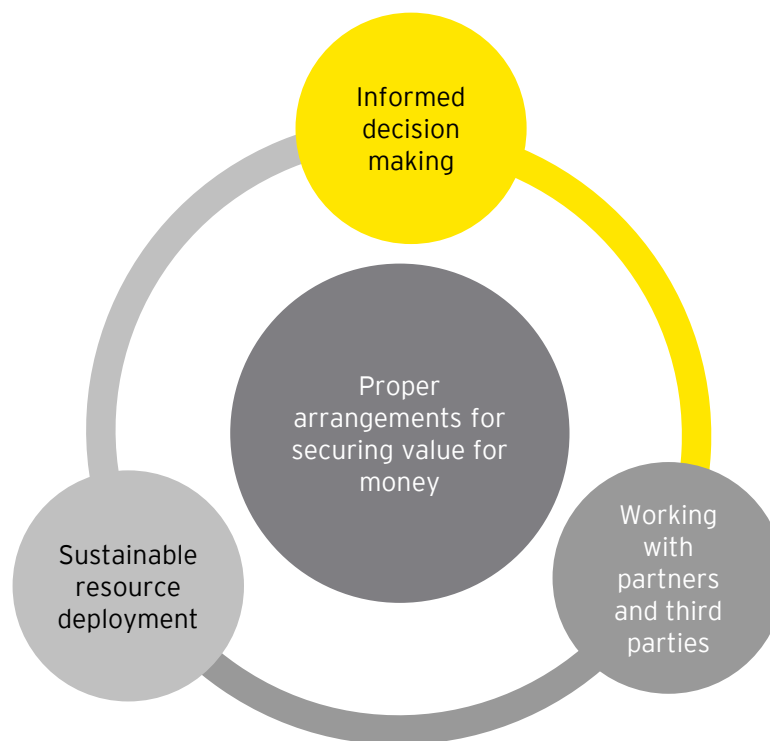 Informed
decision
making
Proper
arrangements for
securing value for
money
Sustainable
resource
deployment
Working
with
partners
and third
parties